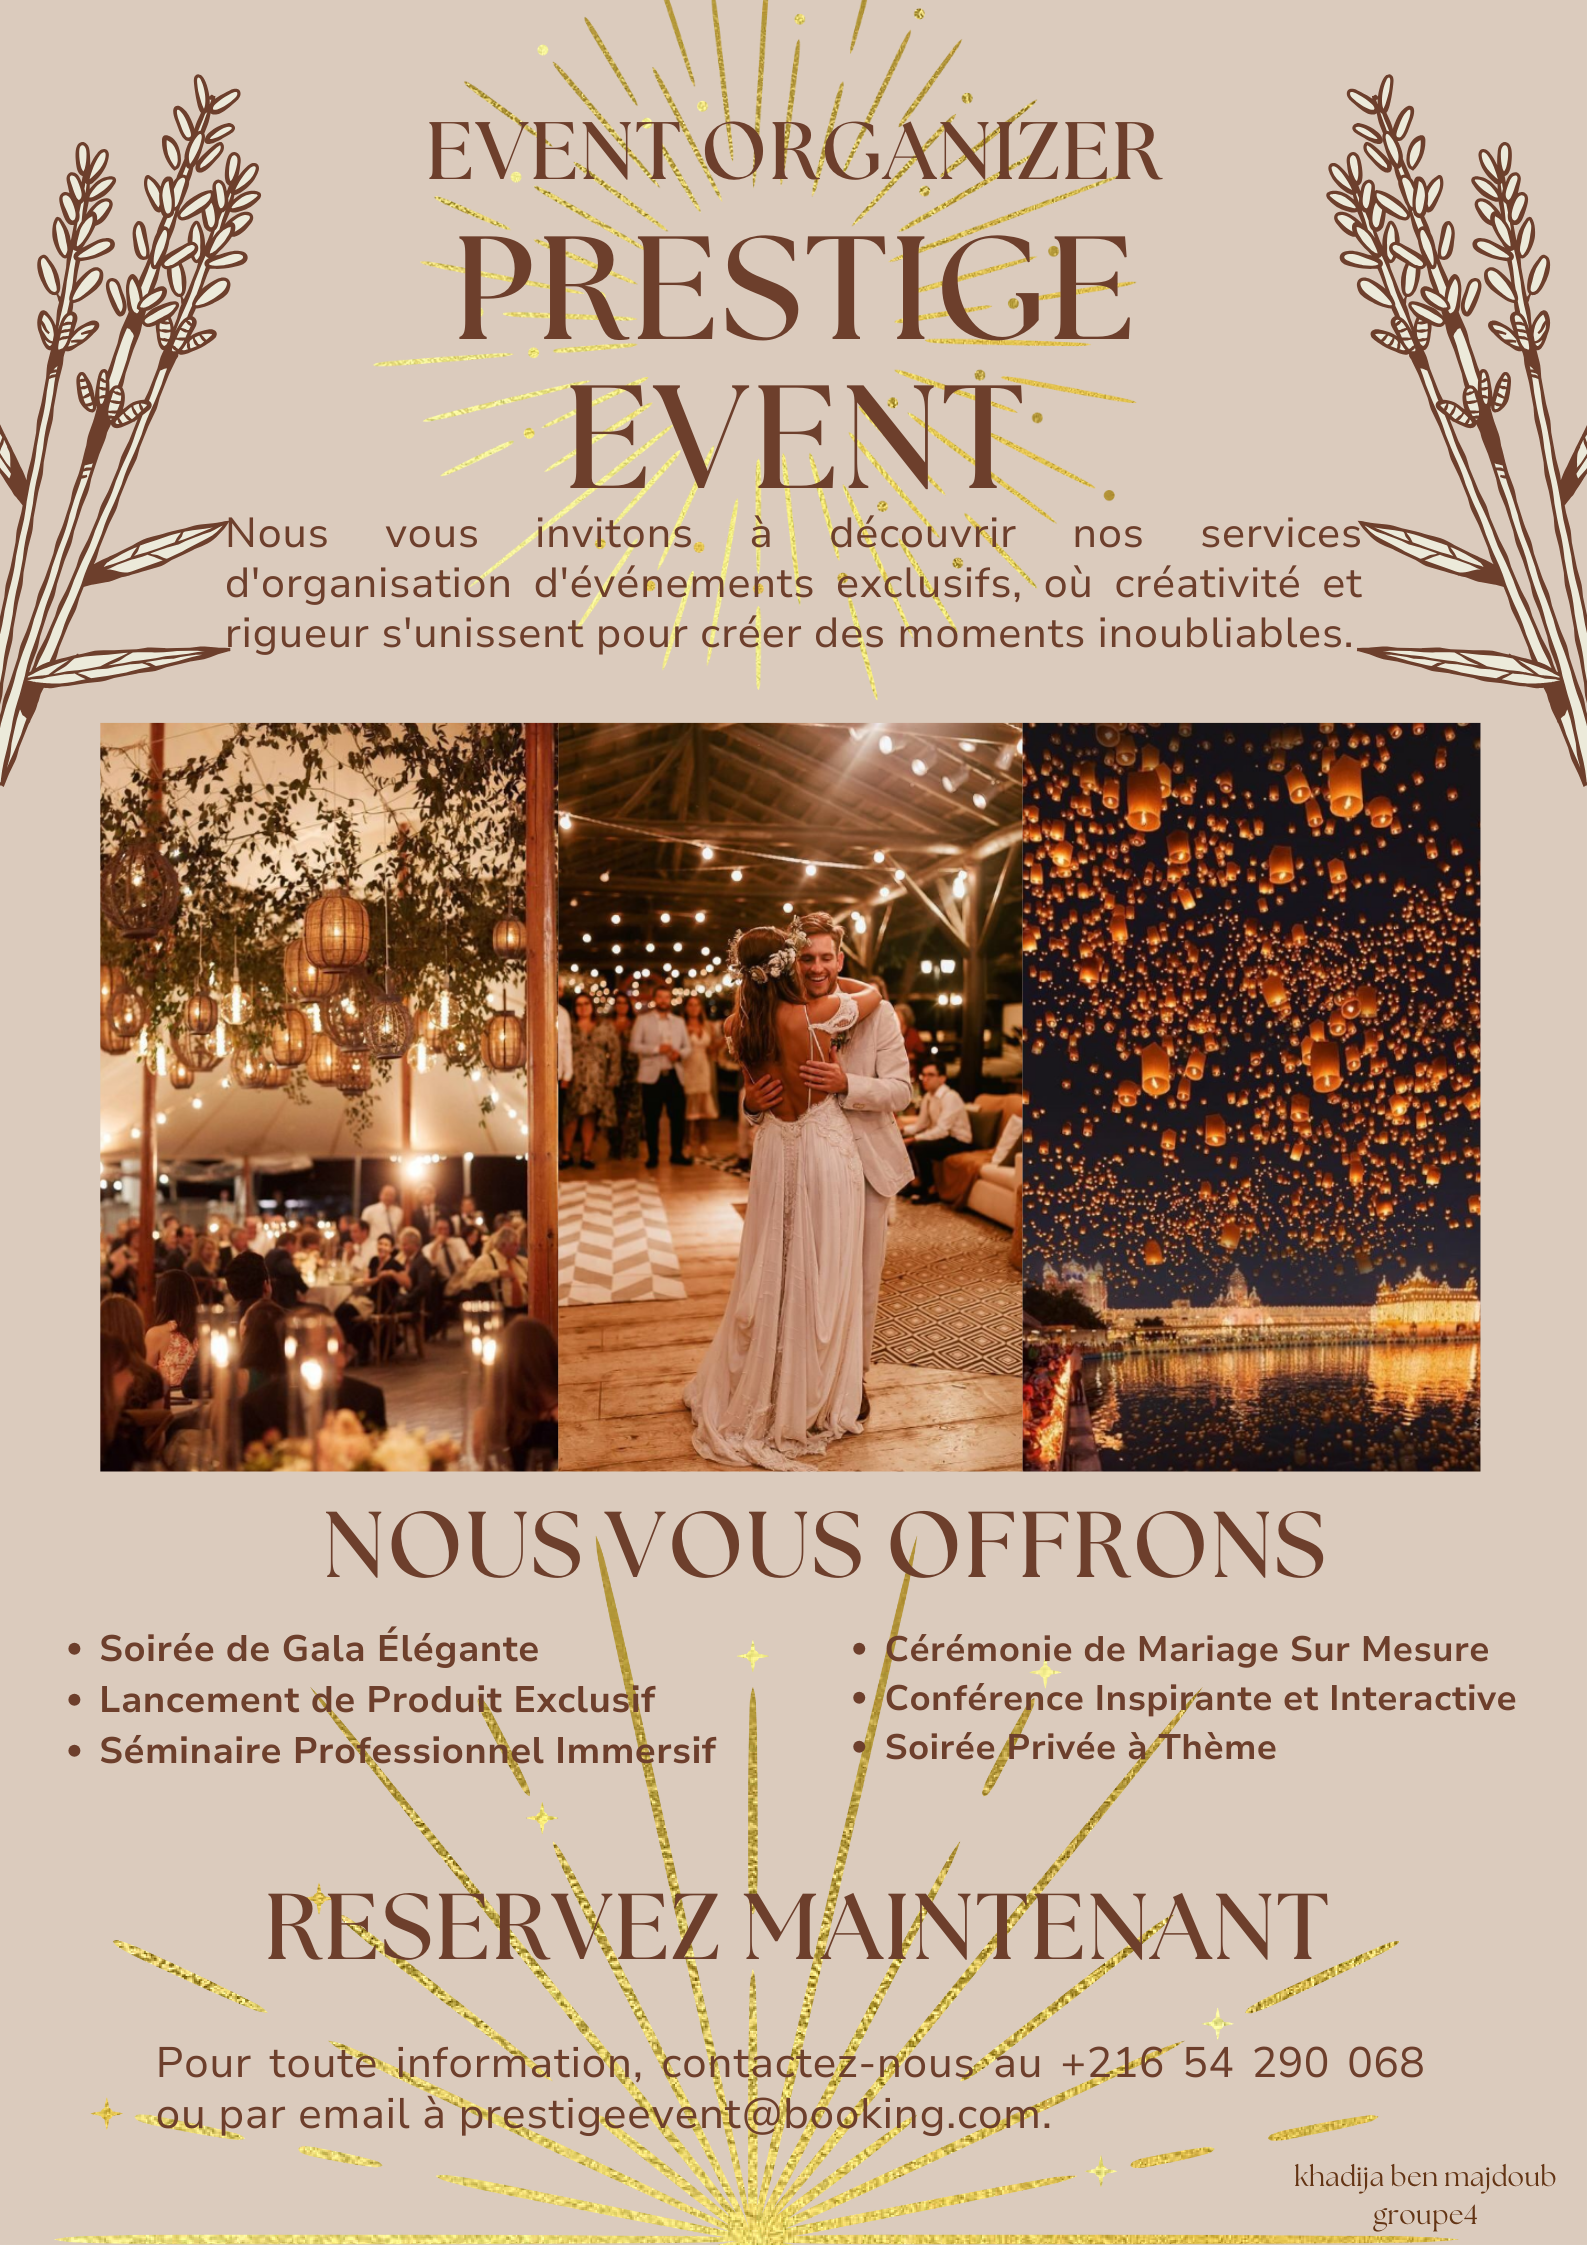 EVENT ORGANIZER
PRESTIGE
EVENT
Nous vous invitons à découvrir nos services
d'organisation d'événements exclusifs, où créativité et
rigueur s'unissent pour créer des moments inoubliables.
NOUS VOUS OFFRONS
• Soirée de Gala Élégante
• Lancement de Produit Exclusif
• Séminaire Professionnel Immersif
• Cérémonie de Mariage Sur Mesure
• Conférence Inspirante et Interactive
• Soirée Privée à Thème
RESERVEZ MAINTENANT
Pour toute information, contactez-nous au +216 54 290 068
ou par email à prestigeevent@booking.com.
khadija ben majdoub
groupe4